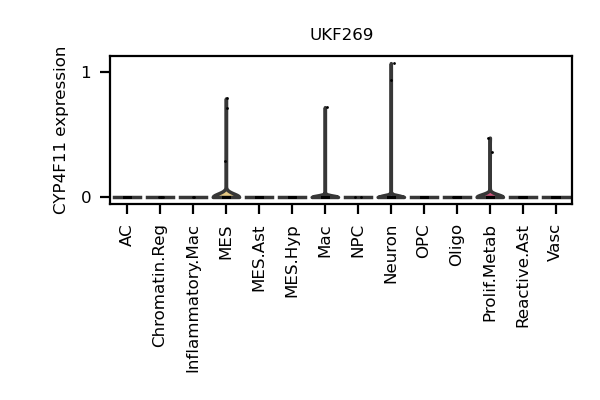 UKF269
CYP4F11 expression
1
0
AC
Chromatin.Reg
Inflammatory.Mac
MES
MES.Ast
MES.Hyp
Mac
NPC
Neuron
OPC
Oligo
Prolif.Metab
Reactive.Ast
Vasc